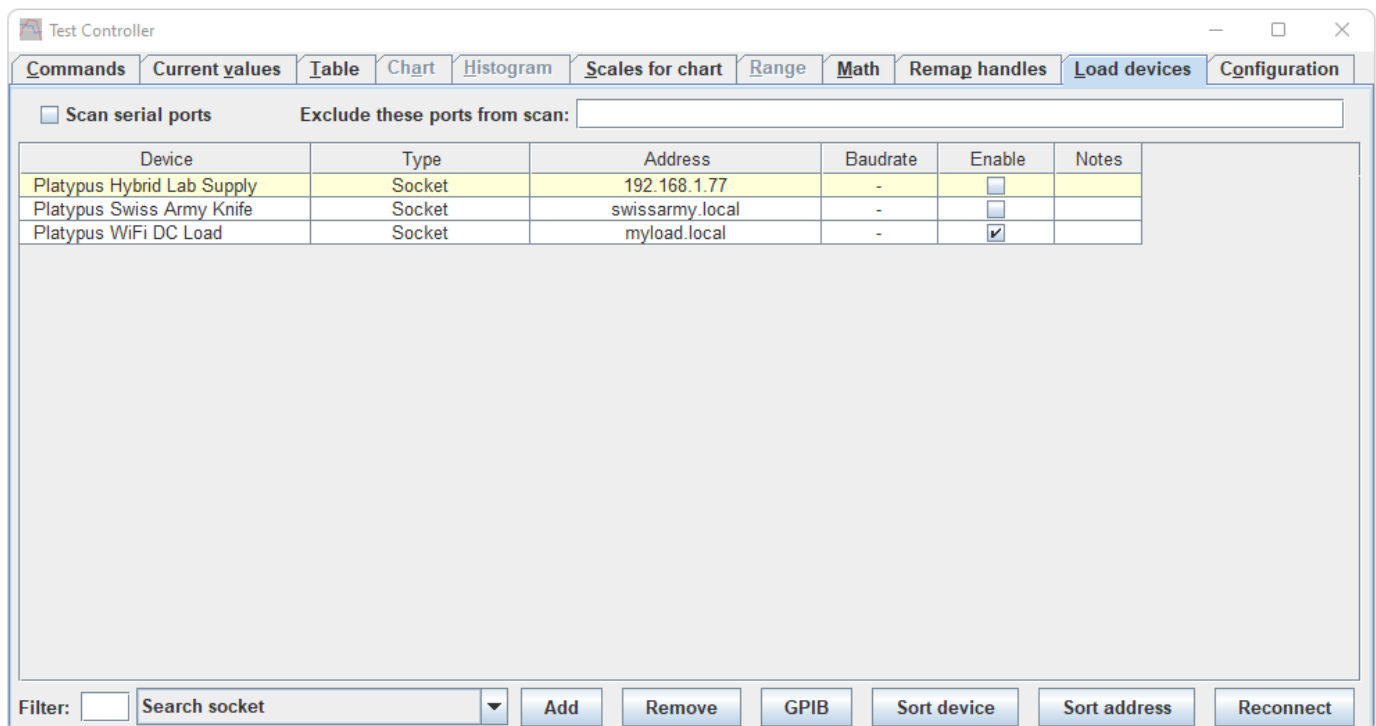 Test Controller
Commands Current values Table Chart Histogram Scales for chart Range Math Remap handles Load devices Configuration
Scan serial ports Exclude these ports from scan:
Device Type Address Baudrate Enable Notes
Platypus Hybrid Lab Supply Socket 192.168.1.77 -
Platypus Swiss Army Knife Socket swissarmy.local -
Platypus WiFi DC Load Socket myload.local -
Filter: Search socket Add Remove GPIB Sort device Sort address Reconnect